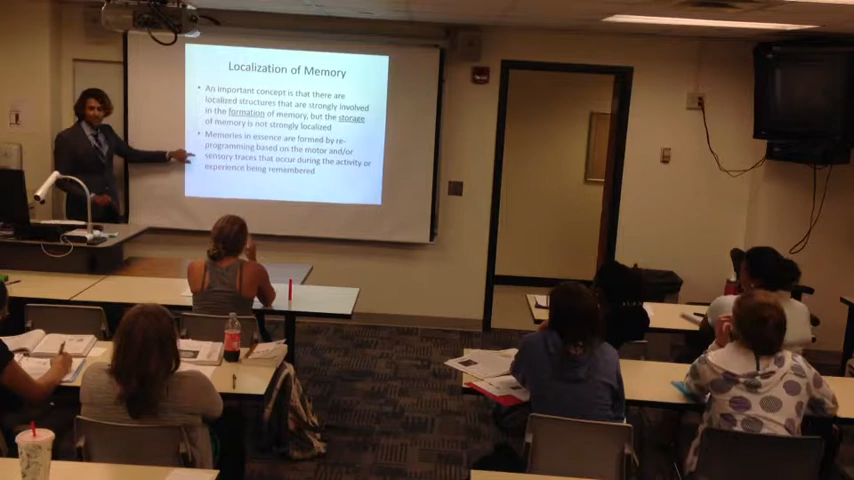 Localization of Memory
• An important concept is that there are
localized structures that are strongly involved
in the formation of memory, but the storage
of memory is not strongly localized
• Memories in essence are formed by re-
programming based on the motor and/or
sensory traces that occur during the activity or
experience being remembered